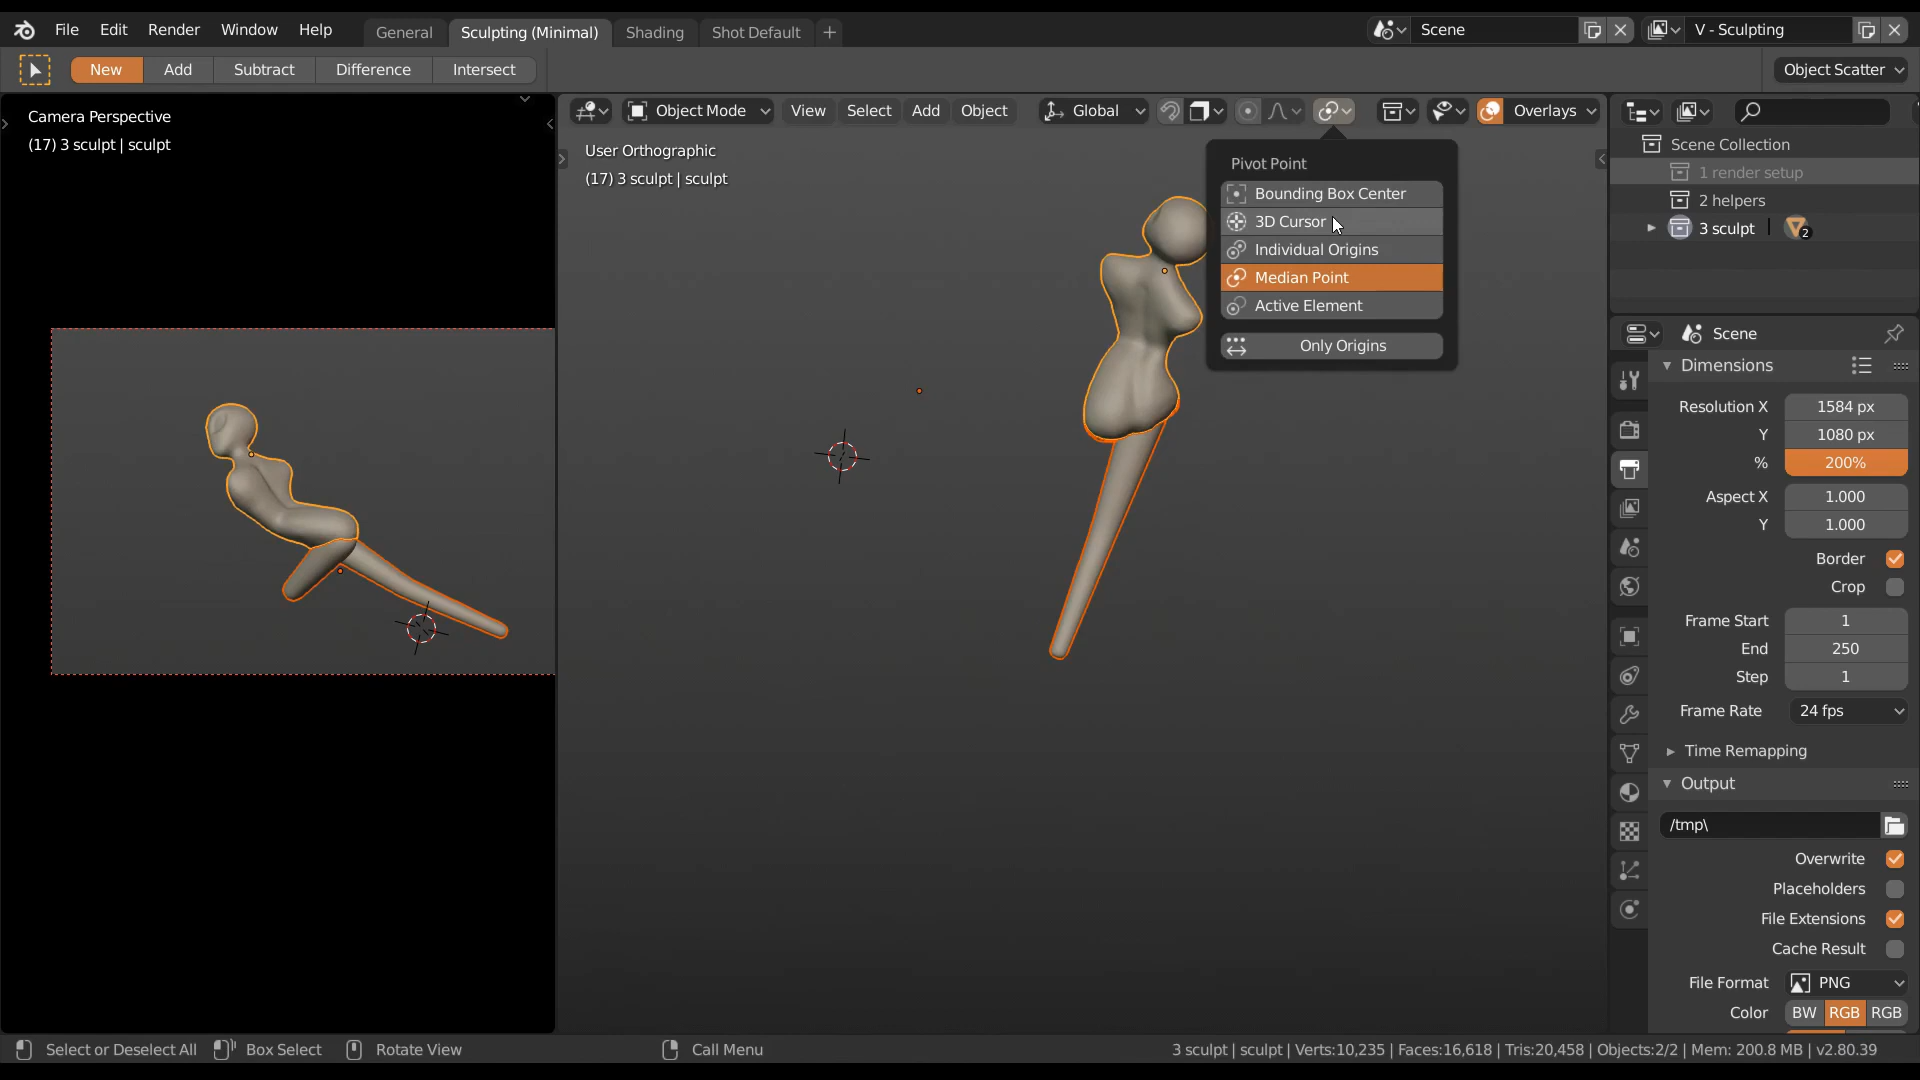 File Edit Render Window Help General Sculpting (Minimal) Shading Shot Default + Scene V - Sculpting
New Add Subtract Difference Intersect Object Scatter
Camera Perspective
(17) 3 sculpt | sculpt
Object Mode View Select Add Object Global Overlays
User Orthographic
(17) 3 sculpt | sculpt
Pivot Point
Bounding Box Center
3D Cursor
Individual Origins
Median Point
Active Element
Only Origins
Scene Collection
1 render setup
2 helpers
3 sculpt 2
Scene
Dimensions
Resolution X 1584 px
Y 1080 px
% 200%
Aspect X 1.000
Y 1.000
Border
Crop
Frame Start 1
End 250
Step 1
Frame Rate 24 fps
Time Remapping
Output
/tmp\
Overwrite
Placeholders
File Extensions
Cache Result
File Format PNG
Color BW RGB RGB
Select or Deselect All Box Select Rotate View Call Menu 3 sculpt | sculpt | Verts:10,235 | Faces:16,618 | Tris:20,458 | Objects:2/2 | Mem: 200.8 MB | v2.80.39